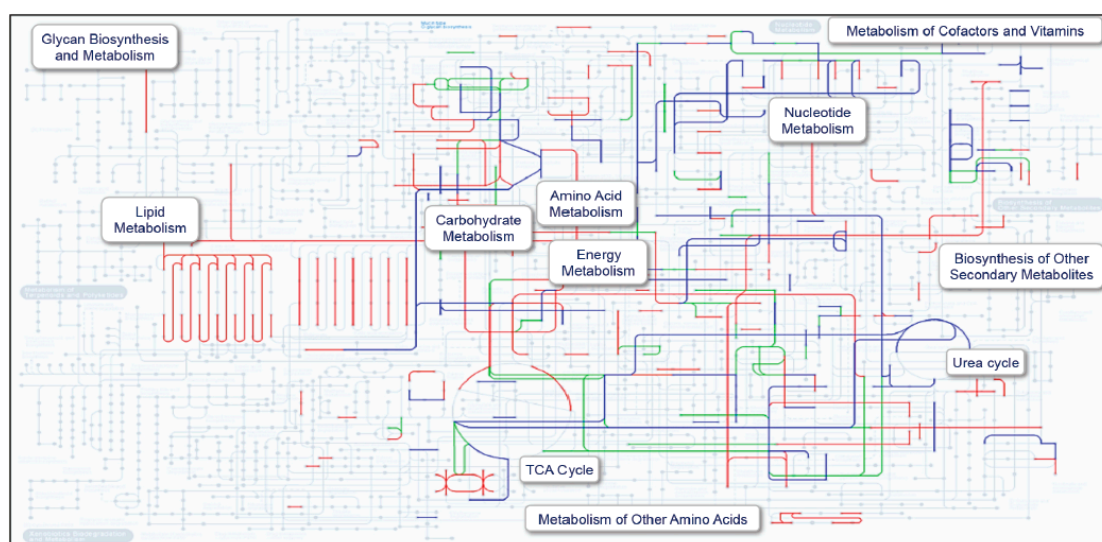 Glycan Biosynthesis
and Metabolism
Metabolism of Cofactors and Vitamins
Nucleotide
Metabolism
Amino Acid
Metabolism
Lipid
Metabolism
Carbohydrate
Metabolism
Energy
Metabolism
Biosynthesis of Other
Secondary Metabolites
Urea cycle
TCA Cycle
Metabolism of Other Amino Acids